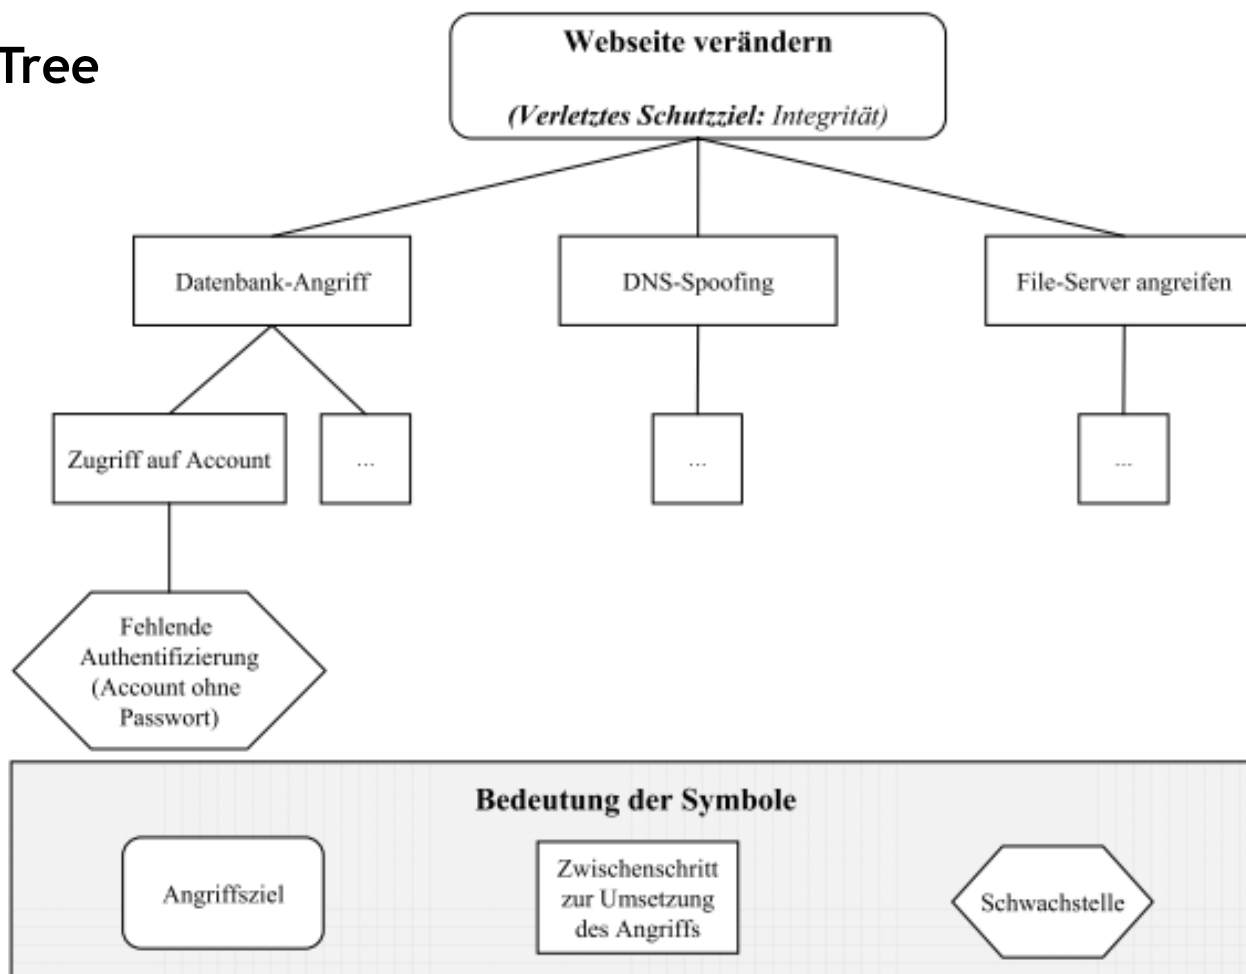 Tree
Webseite verändern
(Verletztes Schutzziel: Integrität)
Datenbank-Angriff
DNS-Spoofing
File-Server angreifen
Zugriff auf Account
...
...
...
Fehlende
Authentifizierung
(Account ohne
Passwort)
Bedeutung der Symbole
Angriffsziel
Zwischenschritt
zur Umsetzung
des Angriffs
Schwachstelle